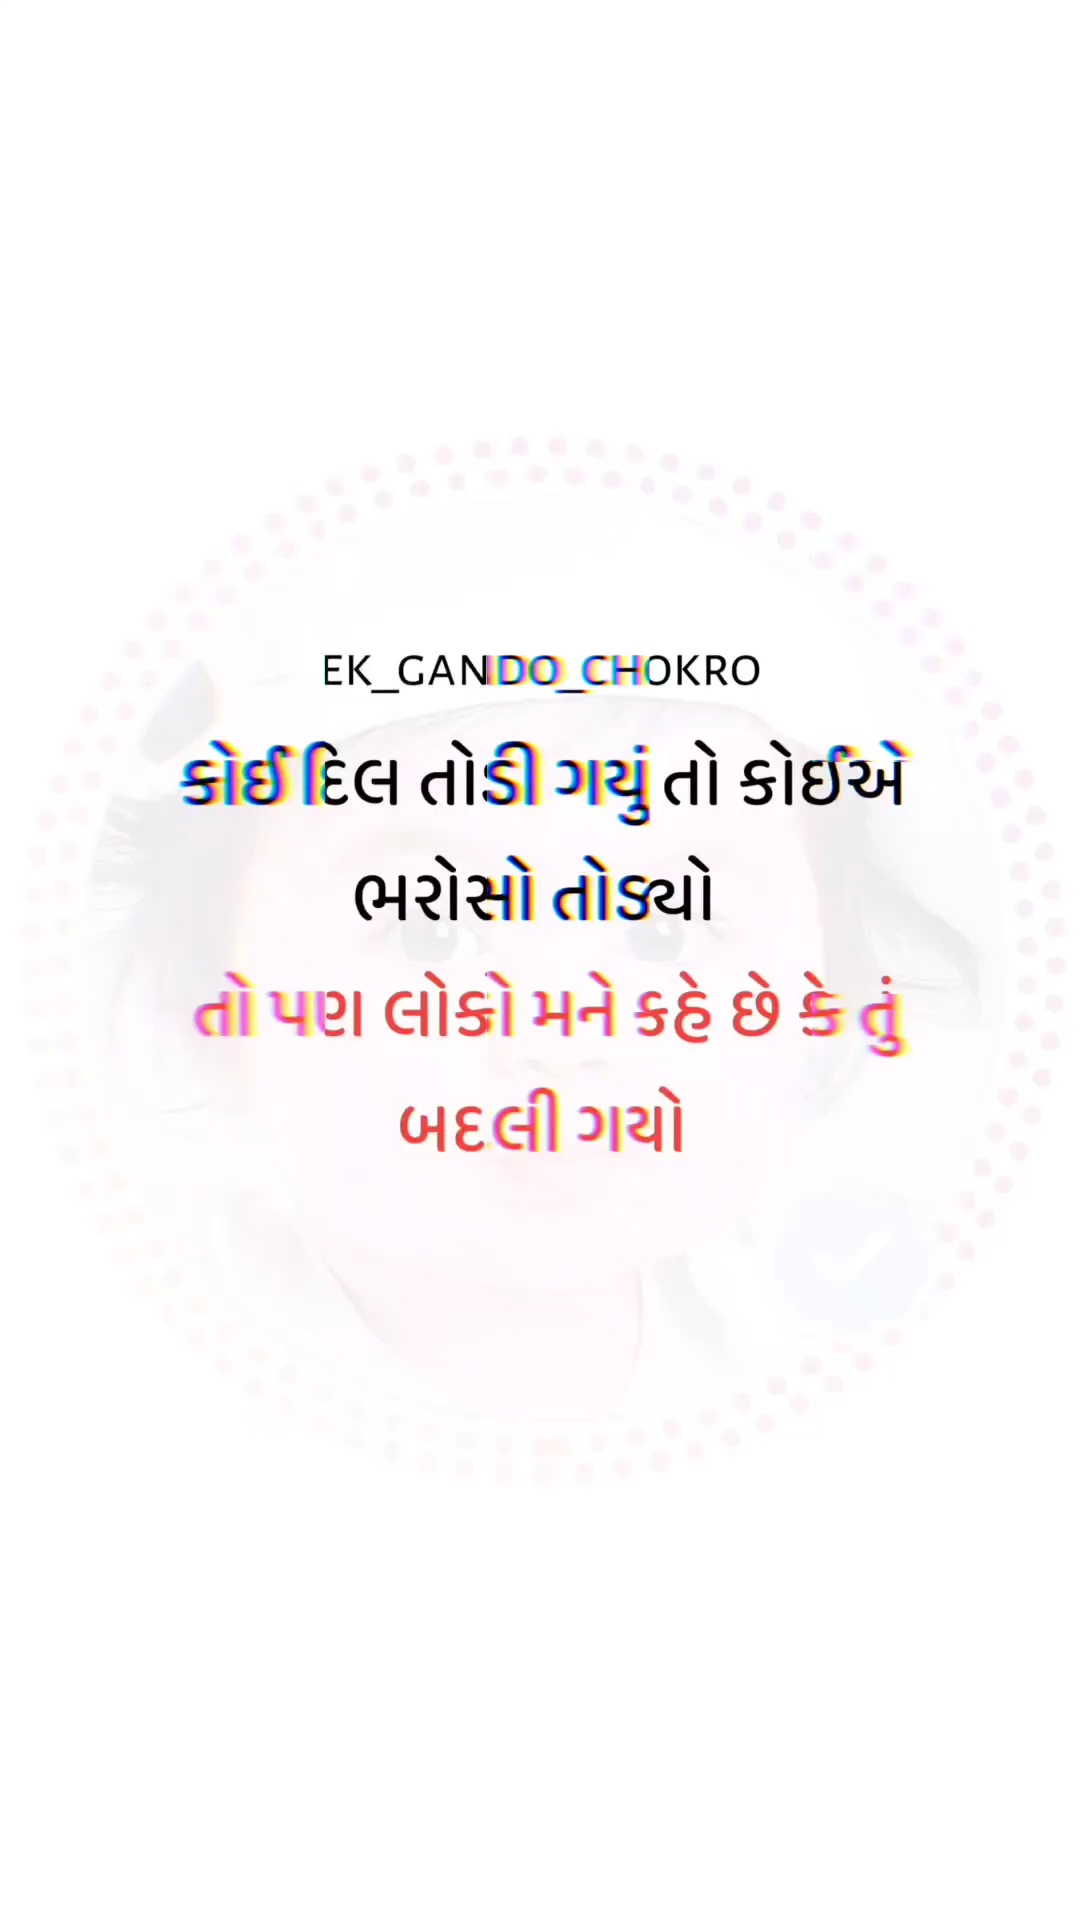 EK_GANDO_CHOKRO
કોઈ દિલ તોડી ગયું તો કોઈએ
ભરોસો તોડ્યો
તો પણ લોકો મને કહે છે કે તું
બદલી ગયો